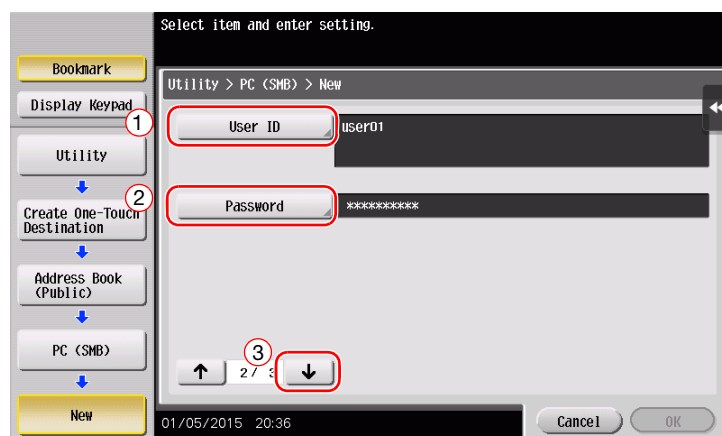 Select item and enter setting.
Bookmark
Display Keypad
Utility > PC (SMB) > New
1
User ID
user01
Utility
2
Create One-Touch
Destination
Password
**********
Address Book
(Public)
PC (SMB)
3
↑ 2/ 3 ↓
New
01/05/2015 20:36
Cancel
OK